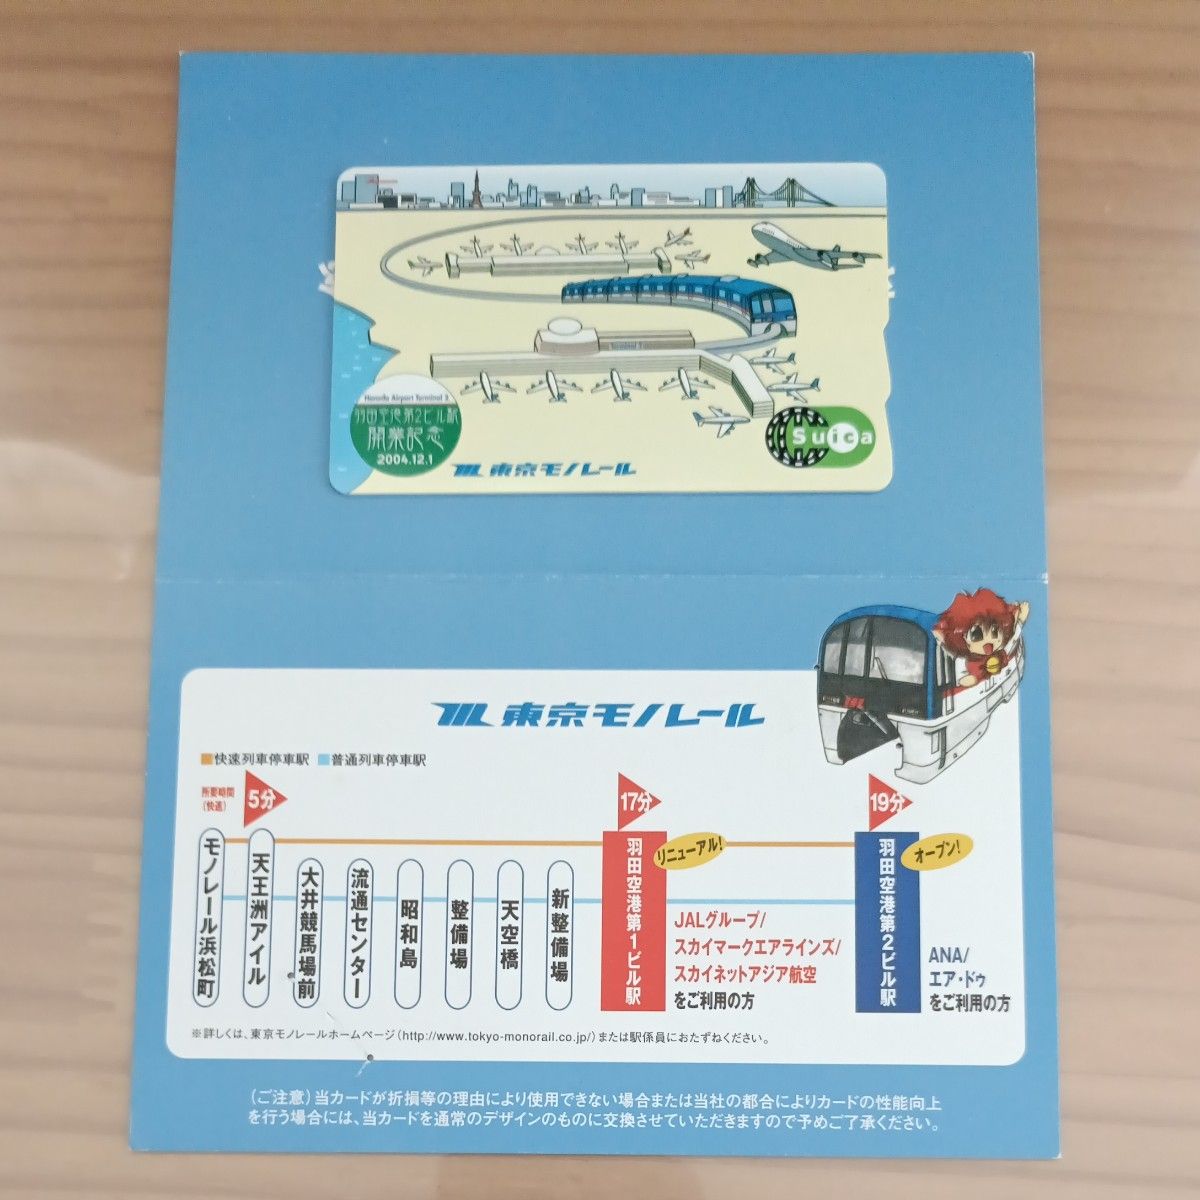 Haneda Airport Terminal 2
羽田空港第2ビル駅
開業記念
2004.12.1
Terminal 2
東京モノレール
Suica
東京モノレール
快速列車停車駅 普通列車停車駅
所要時間
(快速)
5分
17分
19分
モノレール浜松町
天王洲アイル
大井競馬場前
流通センター
昭和島
整備場
天空橋
新整備場
羽田空港第1ビル駅
リニューアル!
JALグループ/
スカイマークエアラインズ/
スカイネットアジア航空
をご利用の方
羽田空港第2ビル駅
オープン!
ANA/
エア・ドゥ
をご利用の方
※詳しくは、東京モノレールホームページ(http://www.tokyo-monorail.co.jp/)または駅係員におたずねください。
(ご注意)当カードが折損等の理由により使用できない場合または当社の都合によりカードの性能向上
を行う場合には、当カードを通常のデザインのものに交換させていただきますので予めご了承ください。